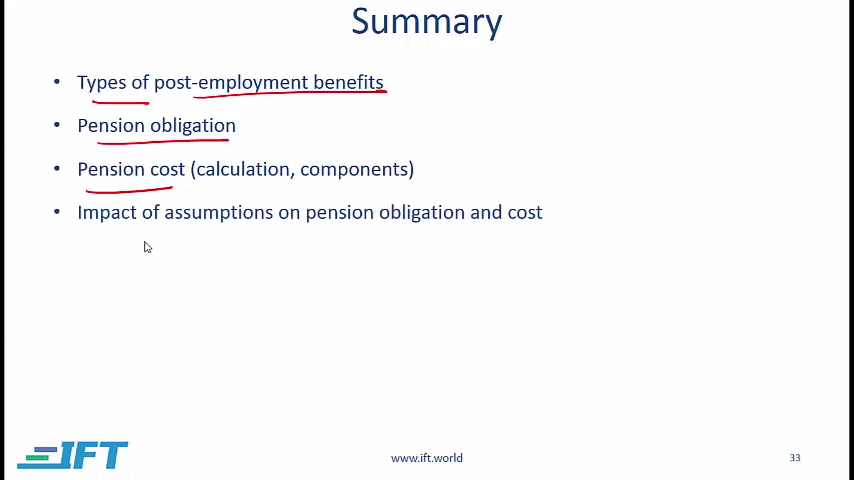 Summary
• Types of post-employment benefits
• Pension obligation
• Pension cost (calculation, components)
• Impact of assumptions on pension obligation and cost
IFT
www.ift.world
33